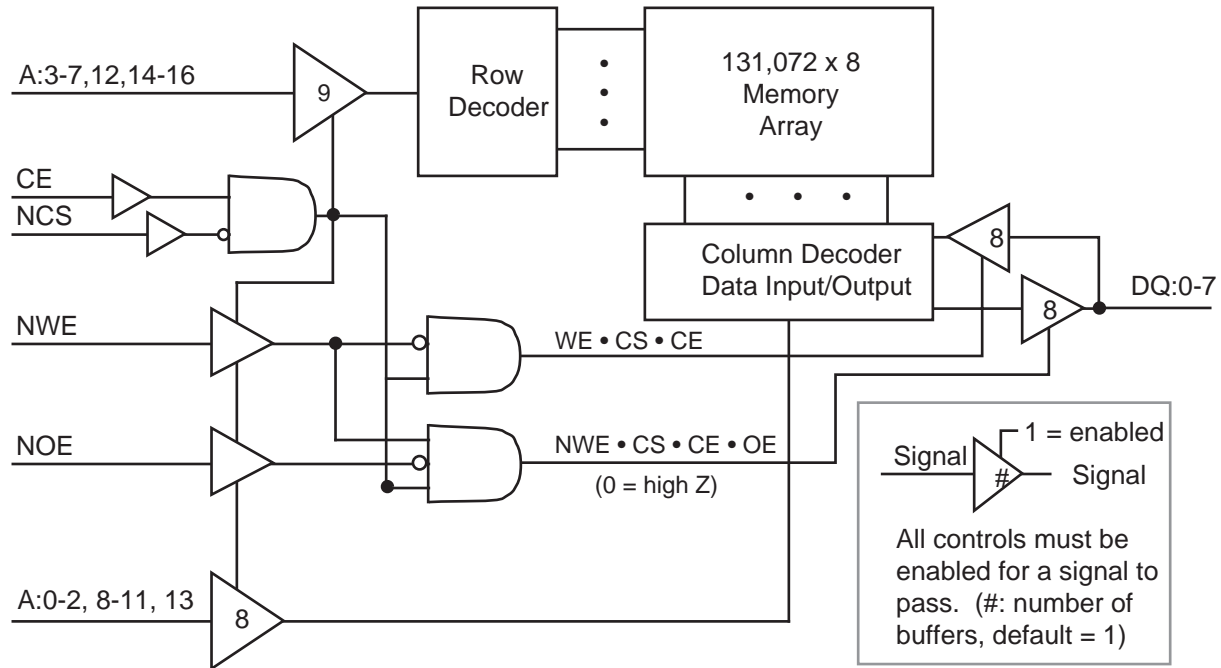 A:3-7,12,14-16
9
Row
Decoder
131,072 x 8
Memory
Array
CE
NCS
Column Decoder
Data Input/Output
8
8
DQ:0-7
NWE
WE • CS • CE
NOE
NWE • CS • CE • OE
(0 = high Z)
A:0-2, 8-11, 13
8
1 = enabled
Signal
#
Signal
All controls must be
enabled for a signal to
pass. (#: number of
buffers, default = 1)